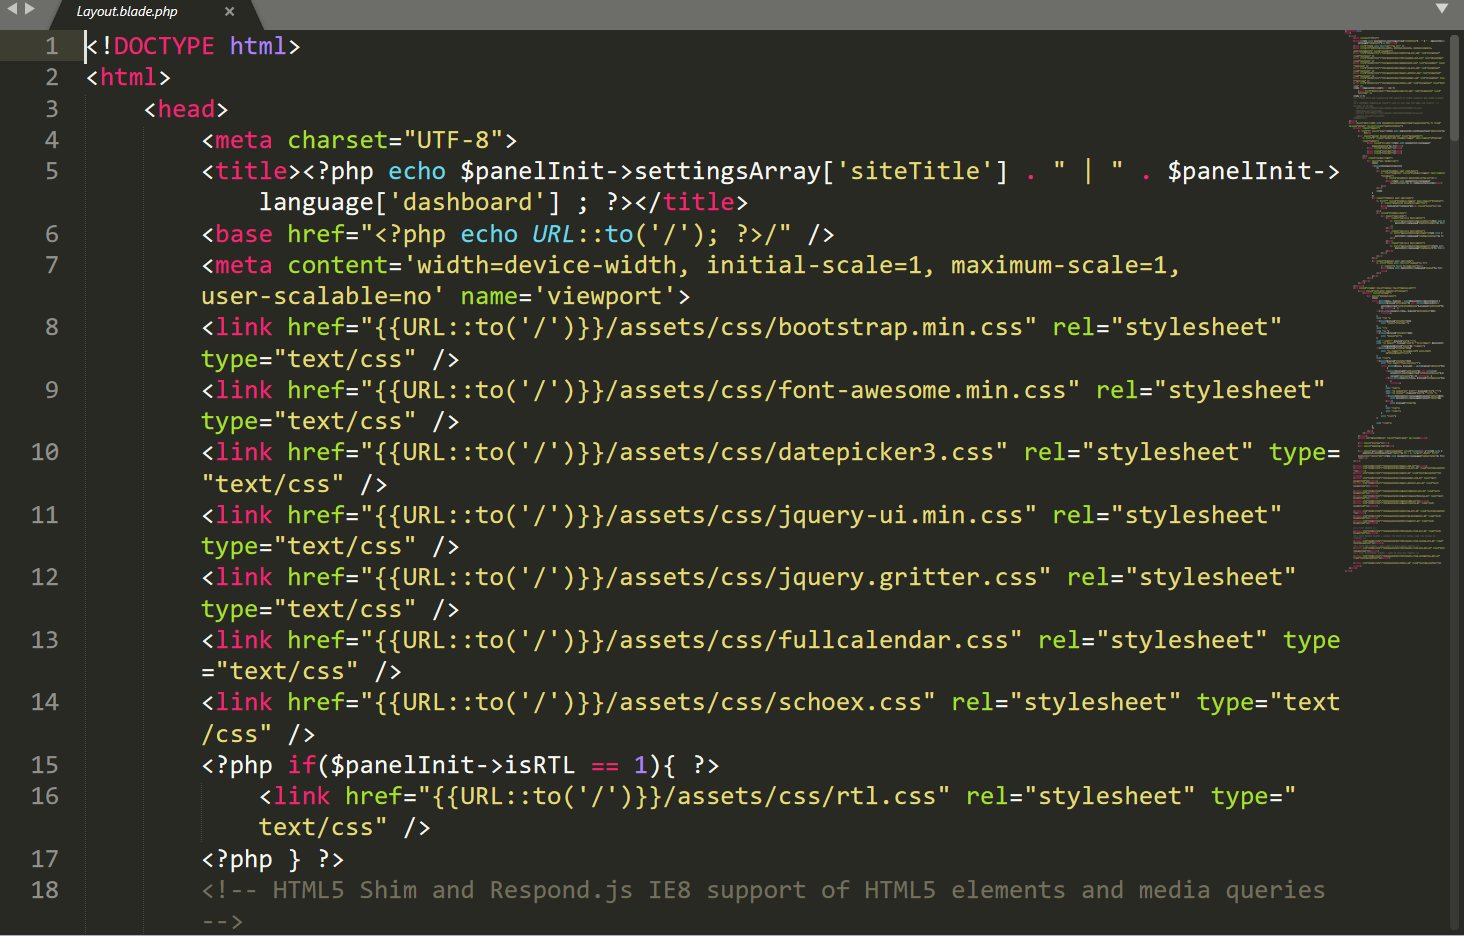 Layout.blade.php ×
1 <!DOCTYPE html>
2 <html>
3 <head>
4 <meta charset="UTF-8">
5 <title><?php echo $panelInit->settingsArray['siteTitle'] . " | " . $panelInit->
language['dashboard'] ; ?></title>
6 <base href="<?php echo URL::to('/'); ?>/" />
7 <meta content='width=device-width, initial-scale=1, maximum-scale=1,
user-scalable=no' name='viewport'>
8 <link href="{{URL::to('/')}}/assets/css/bootstrap.min.css" rel="stylesheet"
type="text/css" />
9 <link href="{{URL::to('/')}}/assets/css/font-awesome.min.css" rel="stylesheet"
type="text/css" />
10 <link href="{{URL::to('/')}}/assets/css/datepicker3.css" rel="stylesheet" type=
"text/css" />
11 <link href="{{URL::to('/')}}/assets/css/jquery-ui.min.css" rel="stylesheet"
type="text/css" />
12 <link href="{{URL::to('/')}}/assets/css/jquery.gritter.css" rel="stylesheet"
type="text/css" />
13 <link href="{{URL::to('/')}}/assets/css/fullcalendar.css" rel="stylesheet" type
="text/css" />
14 <link href="{{URL::to('/')}}/assets/css/schoex.css" rel="stylesheet" type="text
/css" />
15 <?php if($panelInit->isRTL == 1){ ?>
16 <link href="{{URL::to('/')}}/assets/css/rtl.css" rel="stylesheet" type="
text/css" />
17 <?php } ?>
18 <!-- HTML5 Shim and Respond.js IE8 support of HTML5 elements and media queries
-->